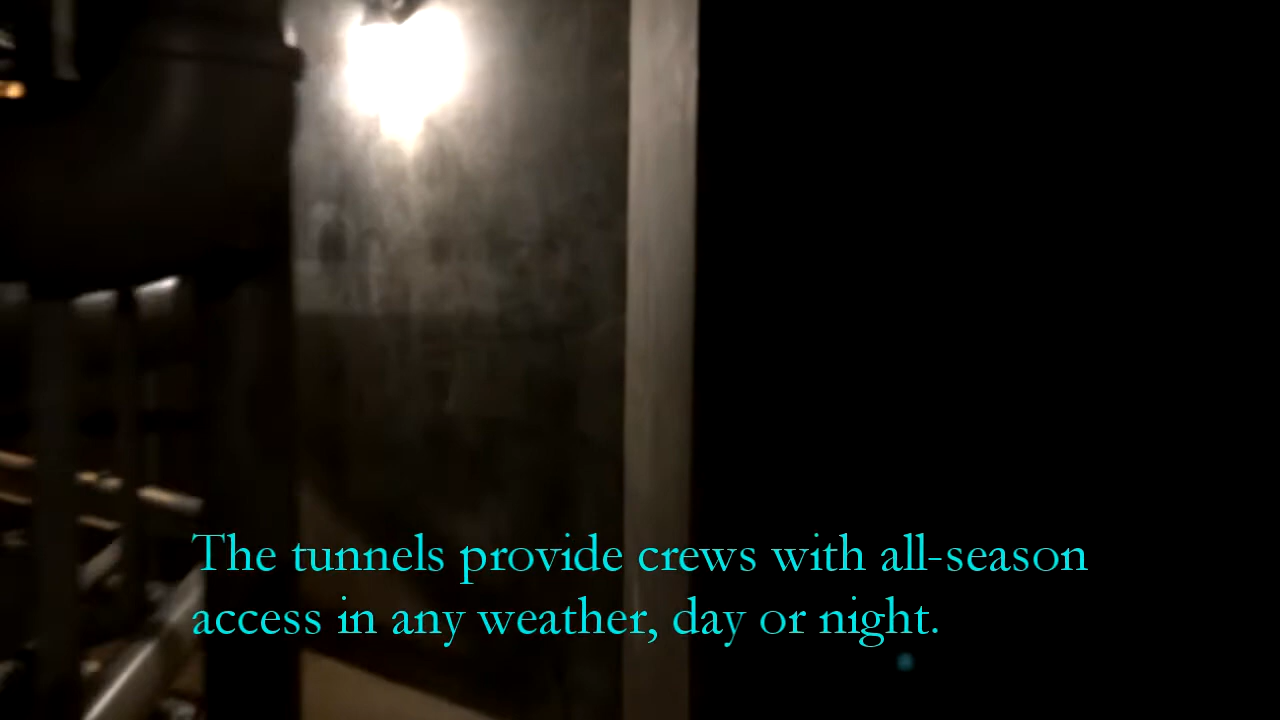 The tunnels provide crews with all-season
access in any weather, day or night.